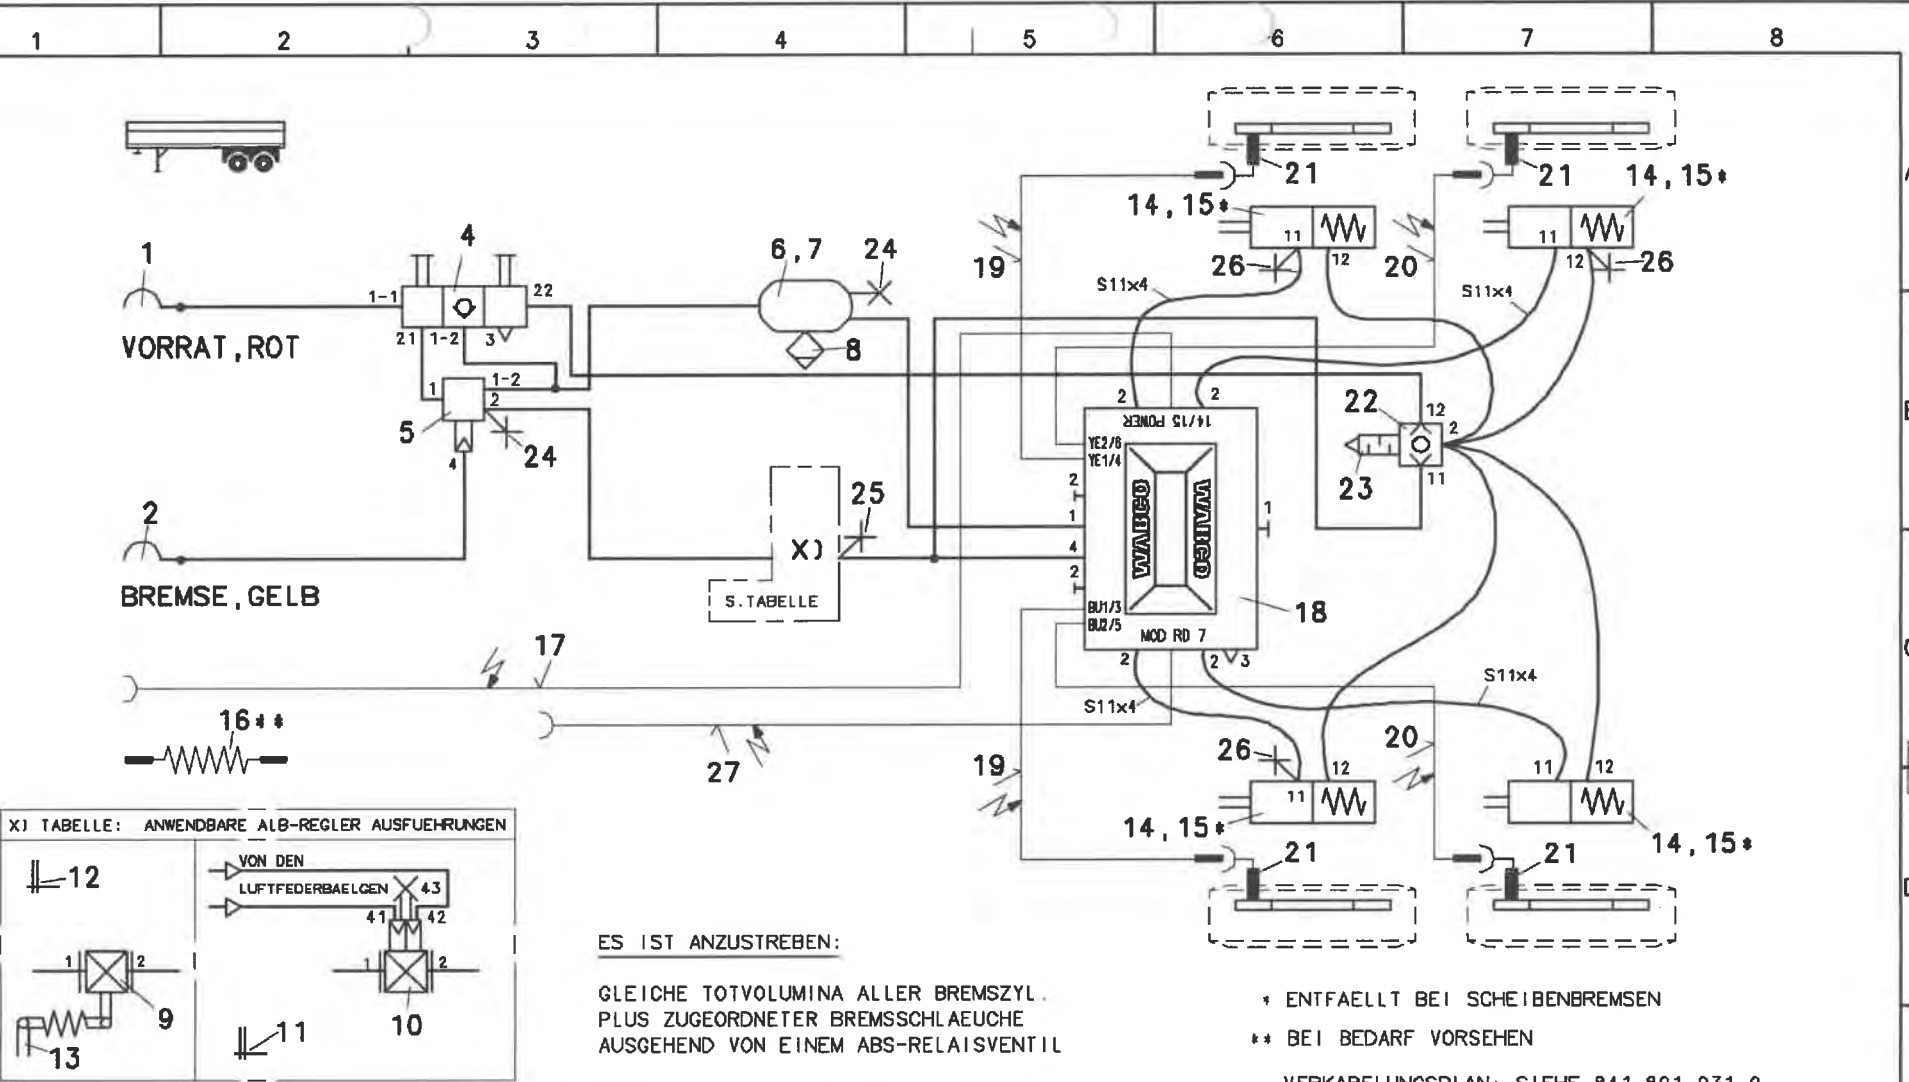 1 2 3 4 5 6 7 8
21 21
14,15* 14,15*
1 4 6,7 24 19 11 12 20 11 12
26 26
S11x4 S11x4
1-1 22
VORRAT,ROT
21 1-2 3 8
1 1-2
2
5 4 24
2 2
14/15 POWER
YE2/6
YE1/4
22 12
2
23 11
2
1
4
2
1
2
25
X)
S.TABELLE
WABCO WABCO
BREMSE,GELB
BU1/3
BU2/5
18
MOD RD 7
2 2 3
17
S11x4 S11x4
16**
27
19 26 12 20 11 12
11
14,15* 14,15*
21 21
X) TABELLE: ANWENDBARE ALB-REGLER AUSFUEHRUNGEN
12
VON DEN
LUFTFEDERBAELGEN
43
41 42
1 2 1 2
9 10
13 11
ES IST ANZUSTREBEN:
GLEICHE TOTVOLUMINA ALLER BREMSZYL.
PLUS ZUGEORDNETER BREMSSCHLAEUCHE
AUSGEHEND VON EINEM ABS-RELAISVENTIL
* ENTFAELLT BEI SCHEIBENBREMSEN
** BEI BEDARF VORSEHEN
VERKABELUNGSPLAN: SIEHE